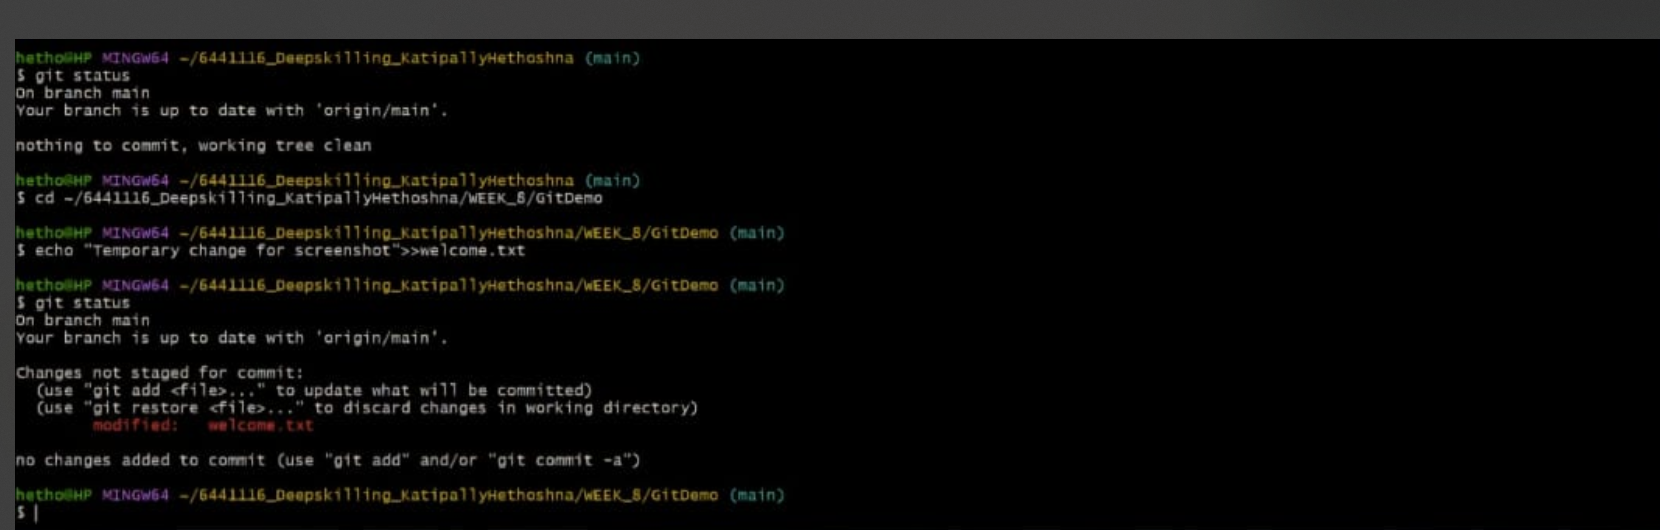 hetho@HP MINGW64 ~/6441116_Deepskilling_KatipallyHethoshna (main)
$ git status
On branch main
Your branch is up to date with 'origin/main'.
nothing to commit, working tree clean
hetho@HP MINGW64 ~/6441116_Deepskilling_KatipallyHethoshna (main)
$ cd ~/6441116_Deepskilling_KatipallyHethoshna/WEEK_8/GitDemo
hetho@HP MINGW64 ~/6441116_Deepskilling_KatipallyHethoshna/WEEK_8/GitDemo (main)
$ echo "Temporary change for screenshot">>welcome.txt
hetho@HP MINGW64 ~/6441116_Deepskilling_KatipallyHethoshna/WEEK_8/GitDemo (main)
$ git status
On branch main
Your branch is up to date with 'origin/main'.
Changes not staged for commit:
  (use "git add <file>..." to update what will be committed)
  (use "git restore <file>..." to discard changes in working directory)
        modified:   welcome.txt
no changes added to commit (use "git add" and/or "git commit -a")
hetho@HP MINGW64 ~/6441116_Deepskilling_KatipallyHethoshna/WEEK_8/GitDemo (main)
$